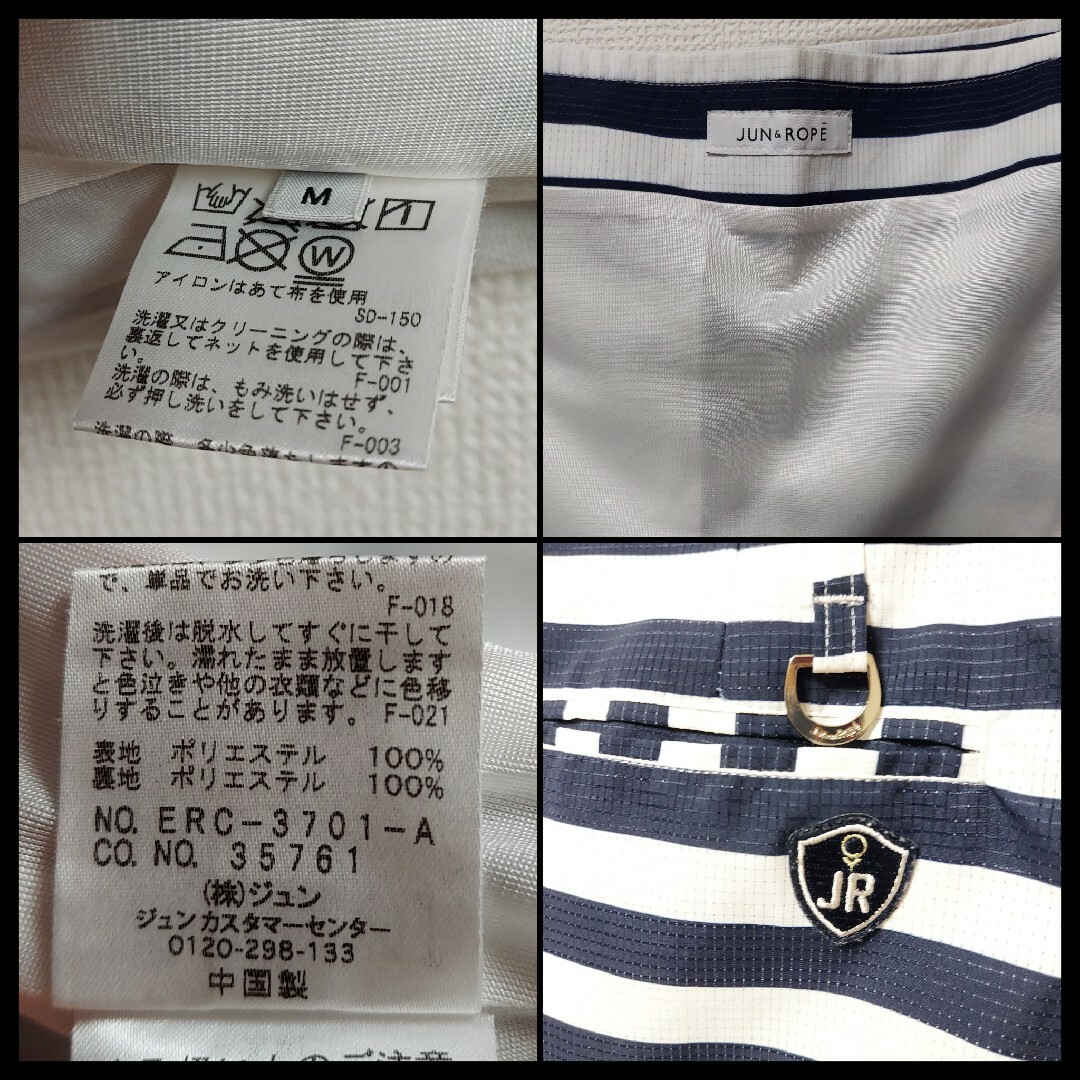 M
W
アイロンはあて布を使用
SD-150
洗濯又はクリーニングの際は、
裏返してネットを使用して下さ
い。
F-001
洗濯の際は、もみ洗いはせず、
必ず押し洗いをして下さい。
F-003
JUN&ROPÉ
で、単品でお洗い下さい。
F-018
洗濯後は脱水してすぐに干して
下さい。濡れたまま放置します
と色泣きや他の衣類などに色移
りすることがあります。 F-021
表地 ポリエステル 100%
裏地 ポリエステル 100%
NO. ERC-3701-A
CO. NO. 35761
(株)ジュン
ジュンカスタマーセンター
0120-298-133
中国製
JR